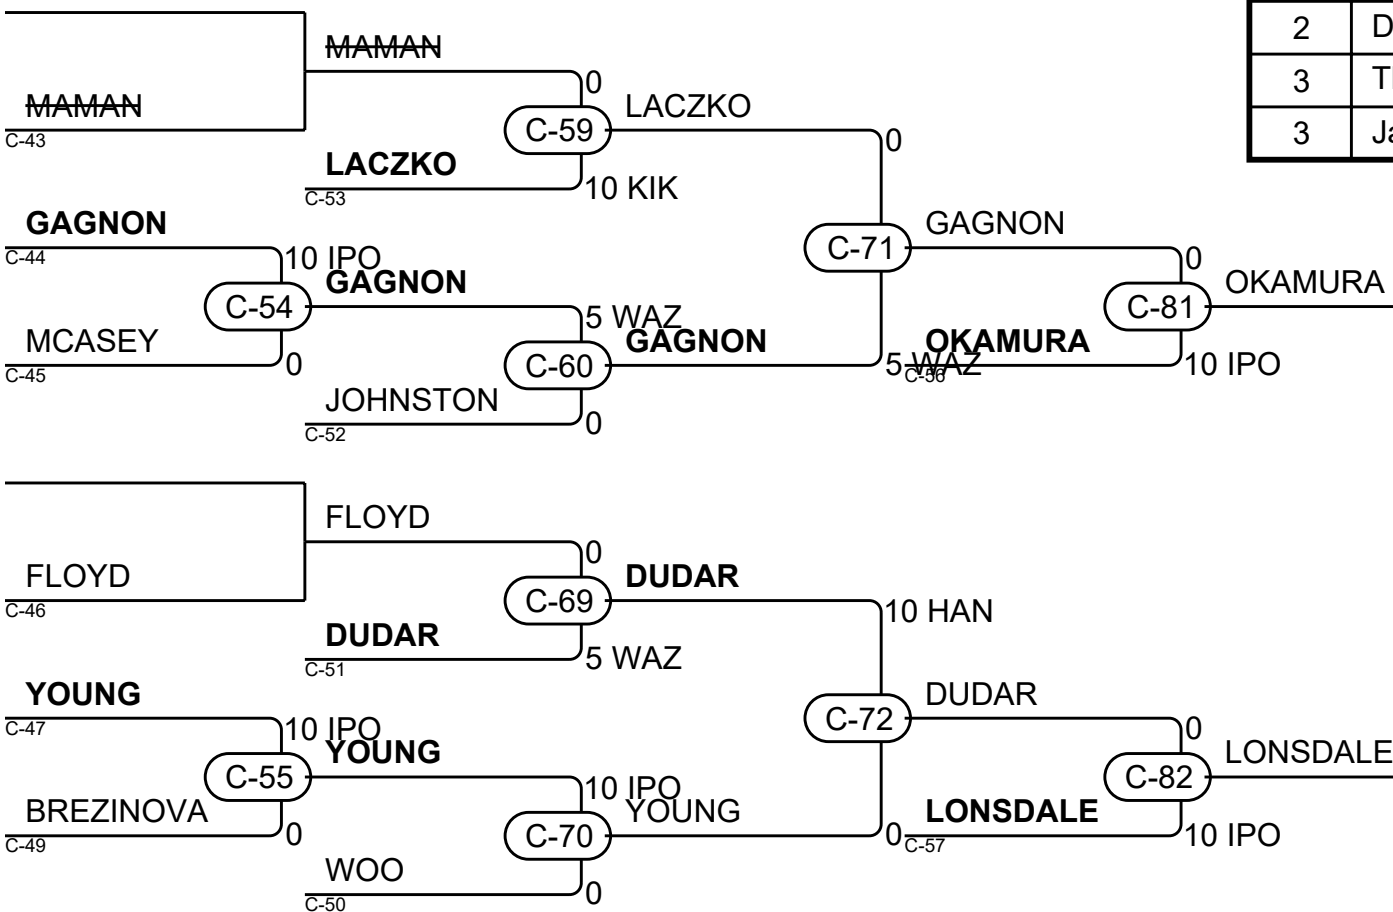 2 D
3
3
MAMAN
0
MAMAN
C-43
C-59
LACZKO
0
LACZKO
C-53
10 KIK
GAGNON
C-44
10 IPO
GAGNON
C-71
GAGNON
0
C-54
5 WAZ
C-81
OKAMURA
MCASEY
C-45
0
C-60
GAGNON
5 WAZ
OKAMURA
C-56
10 IPO
JOHNSTON
C-52
0
FLOYD
0
FLOYD
C-46
C-69
DUDAR
10 HAN
DUDAR
C-51
5 WAZ
YOUNG
C-47
10 IPO
YOUNG
C-72
DUDAR
0
C-55
10 IPO
C-82
LONSDALE
BREZINOVA
C-49
0
C-70
YOUNG
0
LONSDALE
C-57
10 IPO
WOO
C-50
0